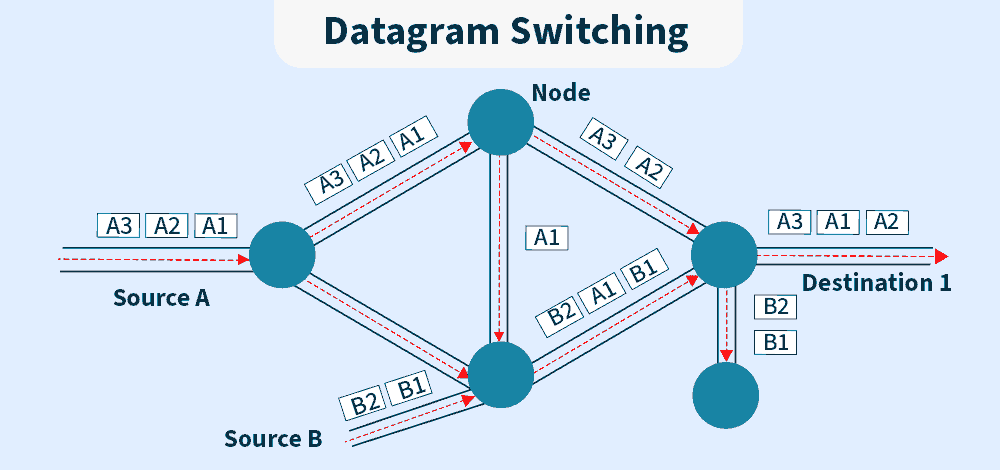 Datagram Switching
Node
A3 A2 A1
A3 A2
A3 A2 A1
A1
A3 A1 A2
Source A
B2 A1 B1
Destination 1
B2
B1
B2 B1
Source B